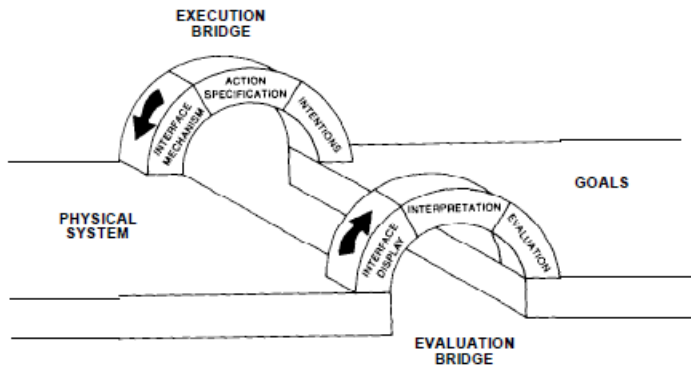 EXECUTION
BRIDGE
ACTION
SPECIFICATION
INTERFACE
MECHANISM
INTENTIONS
GOALS
PHYSICAL
SYSTEM
INTERPRETATION
INTERFACE
DISPLAY
EVALUATION
EVALUATION
BRIDGE